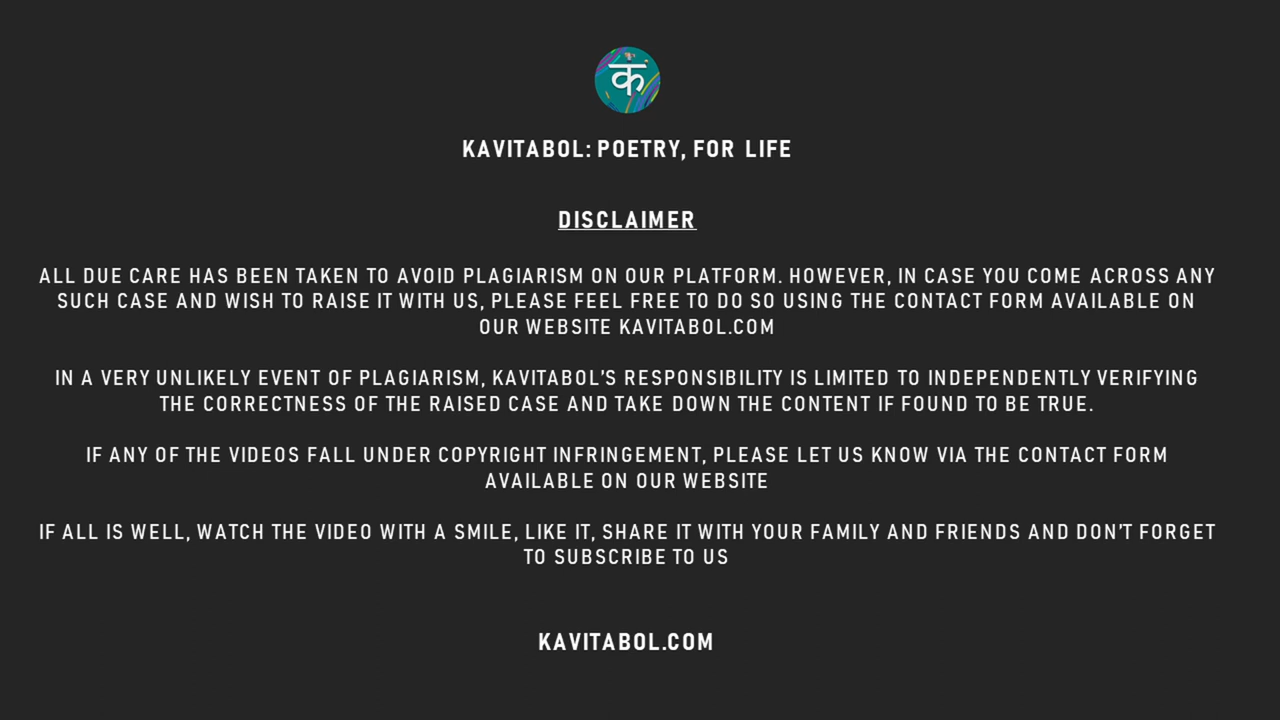 क
KAVITABOL: POETRY, FOR LIFE
DISCLAIMER
ALL DUE CARE HAS BEEN TAKEN TO AVOID PLAGIARISM ON OUR PLATFORM. HOWEVER, IN CASE YOU COME ACROSS ANY
SUCH CASE AND WISH TO RAISE IT WITH US, PLEASE FEEL FREE TO DO SO USING THE CONTACT FORM AVAILABLE ON
OUR WEBSITE KAVITABOL.COM
IN A VERY UNLIKELY EVENT OF PLAGIARISM, KAVITABOL’S RESPONSIBILITY IS LIMITED TO INDEPENDENTLY VERIFYING
THE CORRECTNESS OF THE RAISED CASE AND TAKE DOWN THE CONTENT IF FOUND TO BE TRUE.
IF ANY OF THE VIDEOS FALL UNDER COPYRIGHT INFRINGEMENT, PLEASE LET US KNOW VIA THE CONTACT FORM
AVAILABLE ON OUR WEBSITE
IF ALL IS WELL, WATCH THE VIDEO WITH A SMILE, LIKE IT, SHARE IT WITH YOUR FAMILY AND FRIENDS AND DON’T FORGET
TO SUBSCRIBE TO US
KAVITABOL.COM